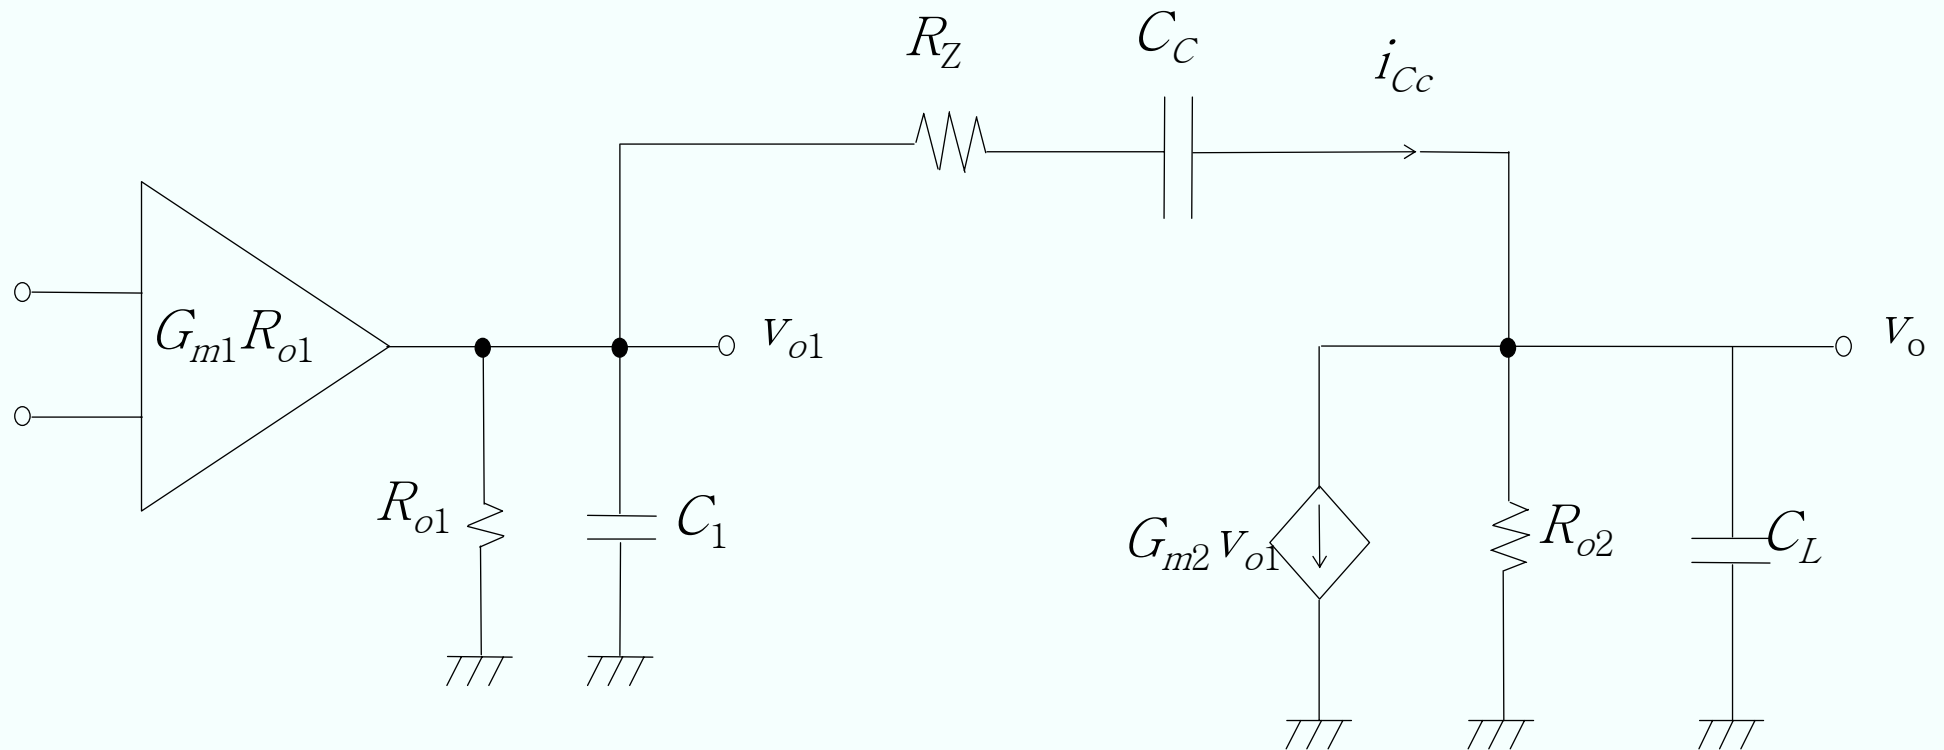 R_Z
C_C
i_Cc
G_m1 R_o1
v_o1
v_o
R_o1
C_1
G_m2 v_o1
R_o2
C_L